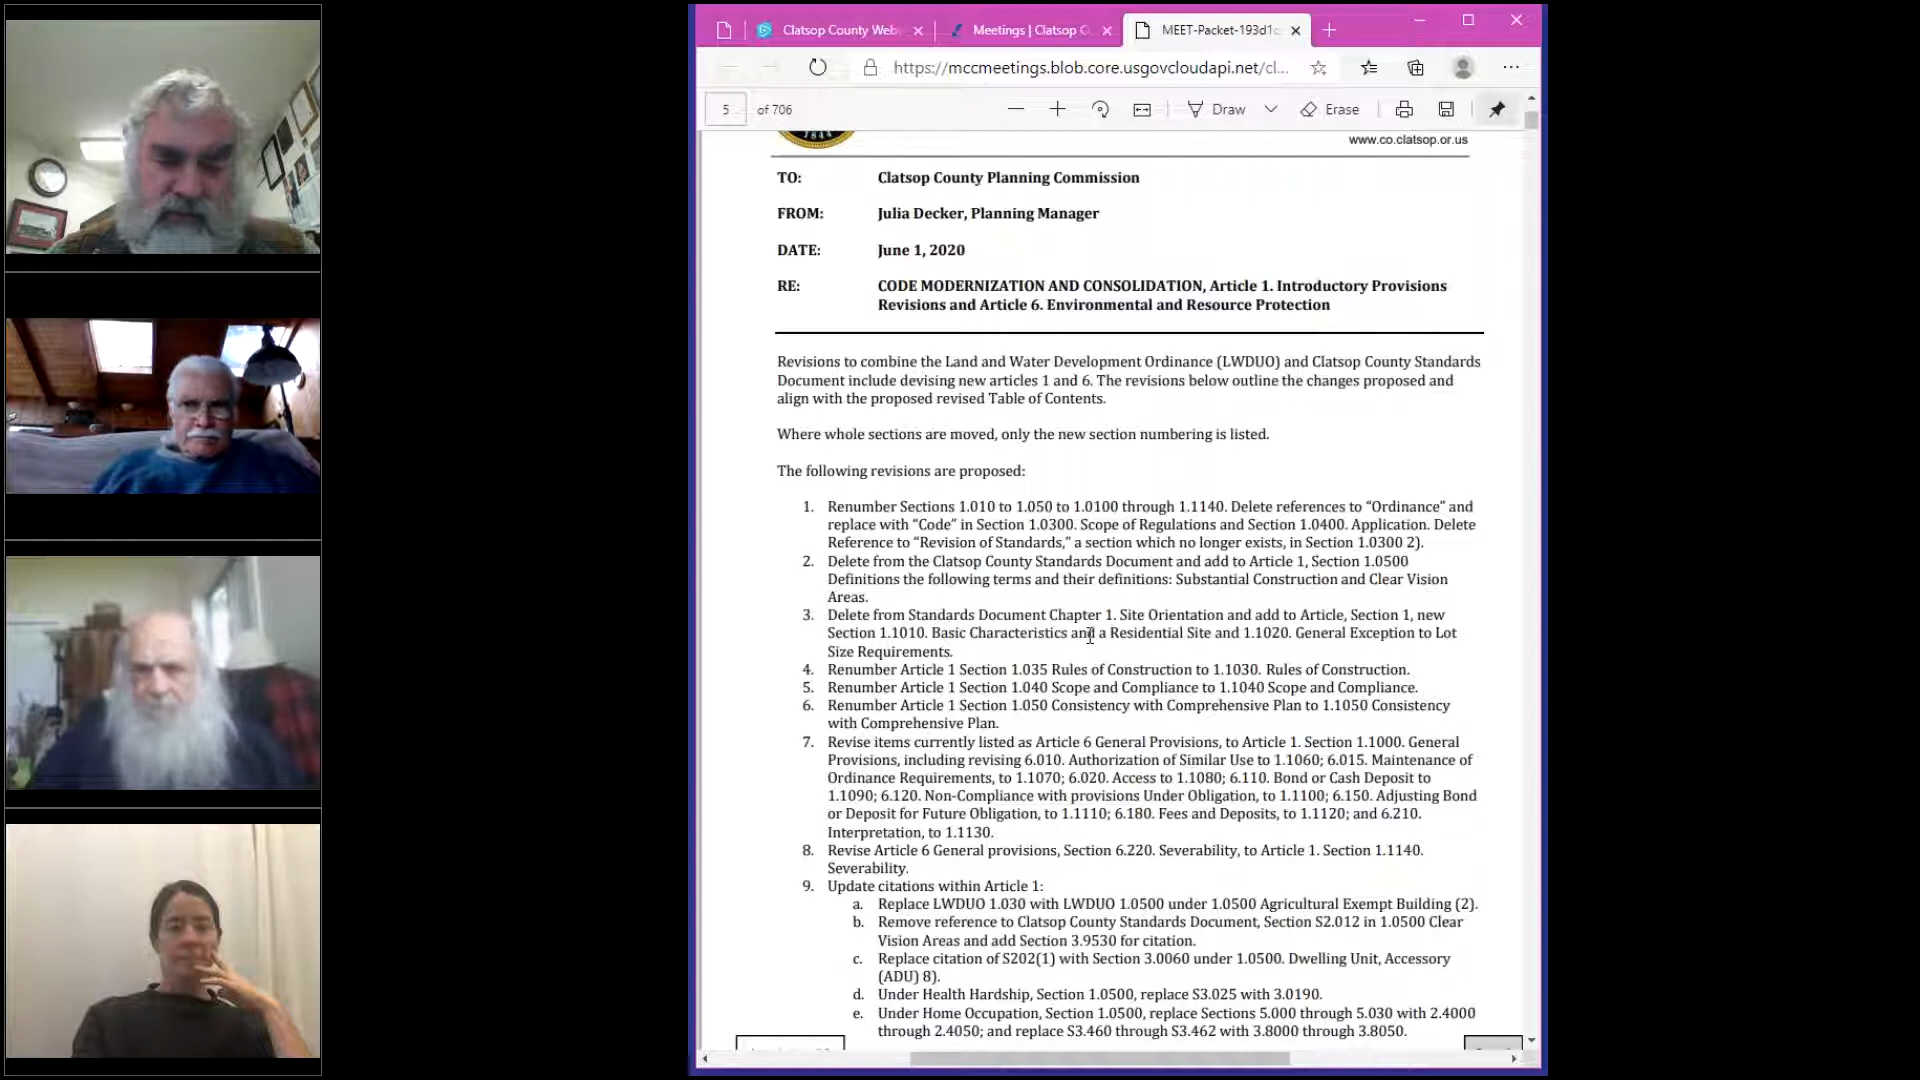 Clatsop County Web
Meetings | Clatsop C
MEET-Packet-193d1c
https://mccmeetings.blob.core.usgovcloudapi.net/cl...
5 of 706
Draw
Erase
1844
www.co.clatsop.or.us
TO: Clatsop County Planning Commission
FROM: Julia Decker, Planning Manager
DATE: June 1, 2020
RE: CODE MODERNIZATION AND CONSOLIDATION, Article 1. Introductory Provisions
Revisions and Article 6. Environmental and Resource Protection
Revisions to combine the Land and Water Development Ordinance (LWDUO) and Clatsop County Standards
Document include devising new articles 1 and 6. The revisions below outline the changes proposed and
align with the proposed revised Table of Contents.
Where whole sections are moved, only the new section numbering is listed.
The following revisions are proposed:
1. Renumber Sections 1.010 to 1.050 to 1.0100 through 1.1140. Delete references to “Ordinance” and
replace with “Code” in Section 1.0300. Scope of Regulations and Section 1.0400. Application. Delete
Reference to “Revision of Standards,” a section which no longer exists, in Section 1.0300 2).
2. Delete from the Clatsop County Standards Document and add to Article 1, Section 1.0500
Definitions the following terms and their definitions: Substantial Construction and Clear Vision
Areas.
3. Delete from Standards Document Chapter 1. Site Orientation and add to Article, Section 1, new
Section 1.1010. Basic Characteristics and a Residential Site and 1.1020. General Exception to Lot
Size Requirements.
4. Renumber Article 1 Section 1.035 Rules of Construction to 1.1030. Rules of Construction.
5. Renumber Article 1 Section 1.040 Scope and Compliance to 1.1040 Scope and Compliance.
6. Renumber Article 1 Section 1.050 Consistency with Comprehensive Plan to 1.1050 Consistency
with Comprehensive Plan.
7. Revise items currently listed as Article 6 General Provisions, to Article 1. Section 1.1000. General
Provisions, including revising 6.010. Authorization of Similar Use to 1.1060; 6.015. Maintenance of
Ordinance Requirements, to 1.1070; 6.020. Access to 1.1080; 6.110. Bond or Cash Deposit to
1.1090; 6.120. Non-Compliance with provisions Under Obligation, to 1.1100; 6.150. Adjusting Bond
or Deposit for Future Obligation, to 1.1110; 6.180. Fees and Deposits, to 1.1120; and 6.210.
Interpretation, to 1.1130.
8. Revise Article 6 General provisions, Section 6.220. Severability, to Article 1. Section 1.1140.
Severability.
9. Update citations within Article 1:
a. Replace LWDUO 1.030 with LWDUO 1.0500 under 1.0500 Agricultural Exempt Building (2).
b. Remove reference to Clatsop County Standards Document, Section S2.012 in 1.0500 Clear
Vision Areas and add Section 3.9530 for citation.
c. Replace citation of S202(1) with Section 3.0060 under 1.0500. Dwelling Unit, Accessory
(ADU) 8).
d. Under Health Hardship, Section 1.0500, replace S3.025 with 3.0190.
e. Under Home Occupation, Section 1.0500, replace Sections 5.000 through 5.030 with 2.4000
through 2.4050; and replace S3.460 through S3.462 with 3.8000 through 3.8050.